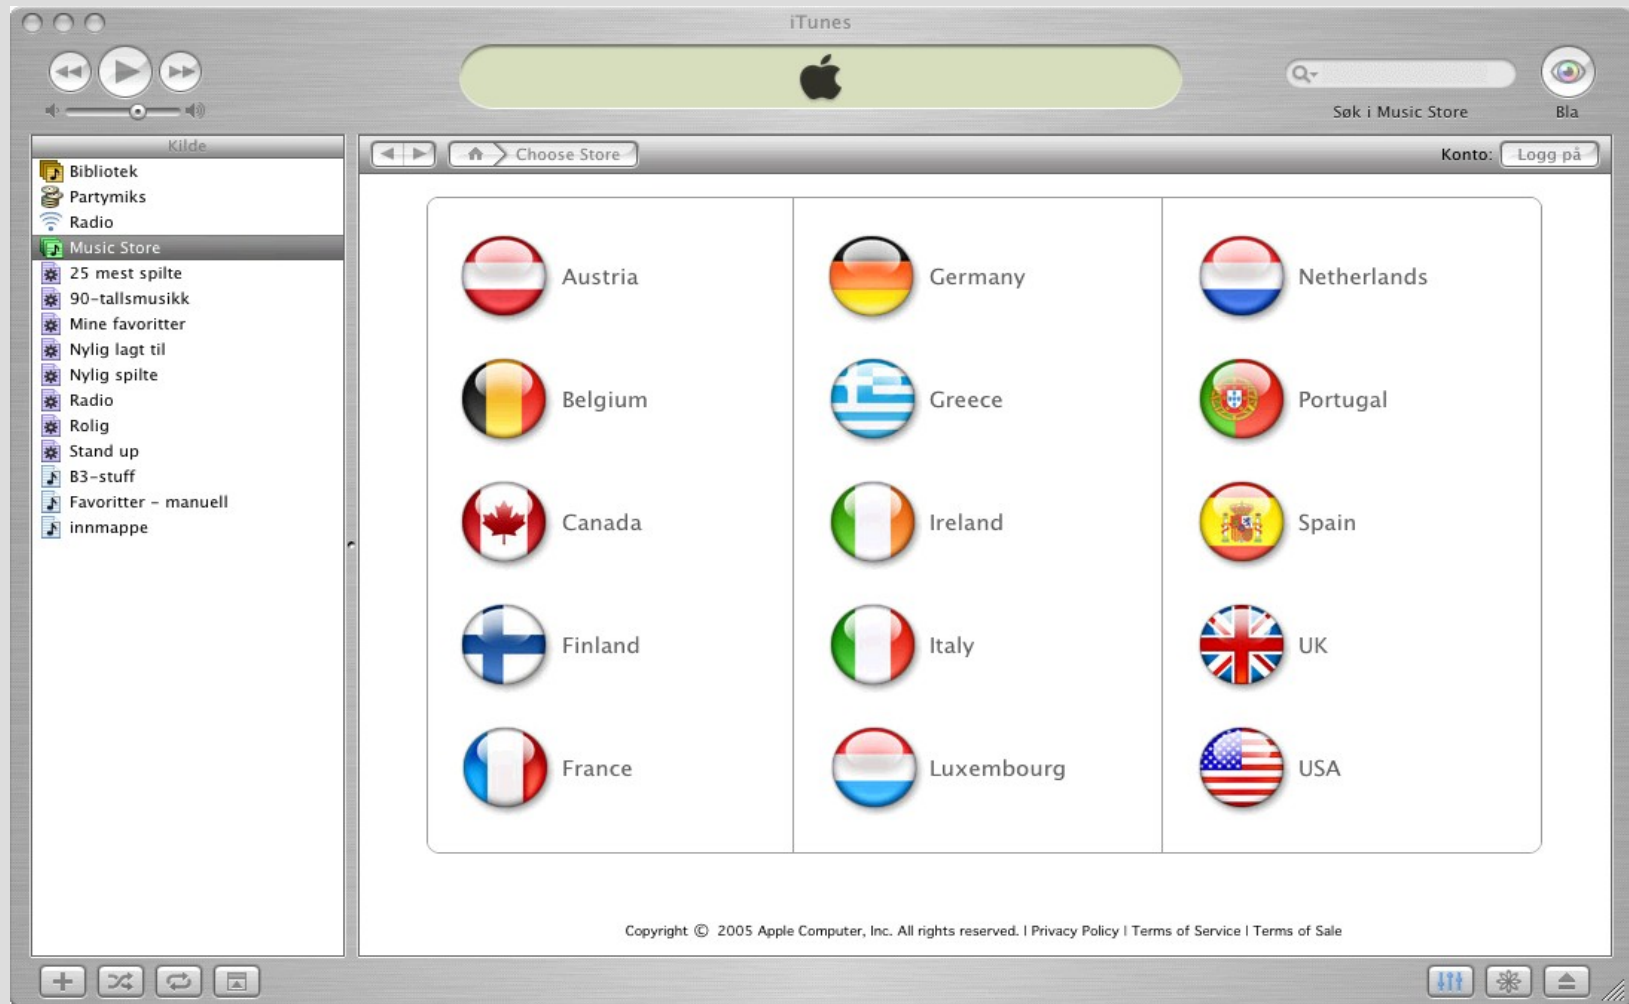 iTunes
Søk i Music Store
Bla
Kilde
Bibliotek
Partymiks
Radio
Music Store
25 mest spilte
90-tallsmusikk
Mine favoritter
Nylig lagt til
Nylig spilte
Radio
Rolig
Stand up
B3-stuff
Favoritter - manuell
innmappe
Choose Store
Konto: Logg på
Austria
Belgium
Canada
Finland
France
Germany
Greece
Ireland
Italy
Luxembourg
Netherlands
Portugal
Spain
UK
USA
Copyright © 2005 Apple Computer, Inc. All rights reserved. | Privacy Policy | Terms of Service | Terms of Sale